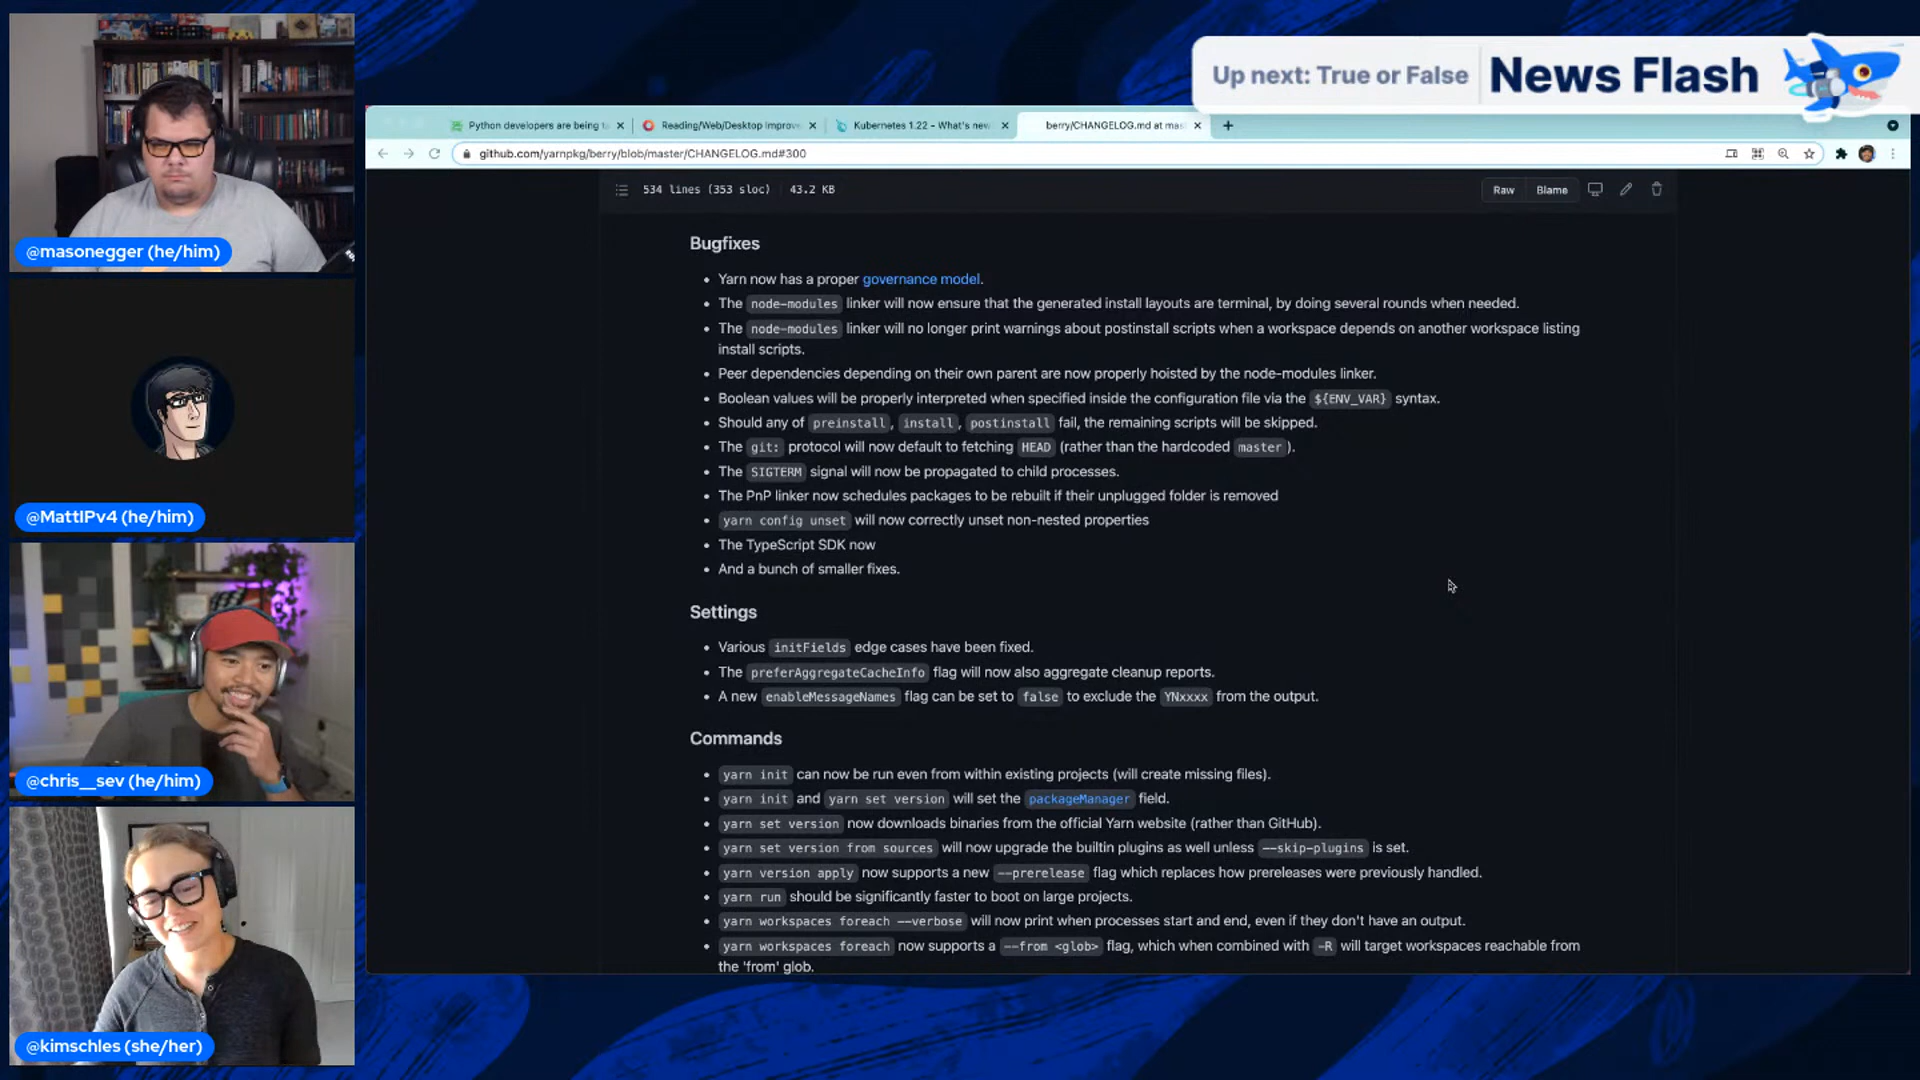 Up next: True or False
News Flash
@masonegger (he/him)
@MattIPv4 (he/him)
@chris__sev (he/him)
@kimschles (she/her)
Python developers are being t
Reading/Web/Desktop Improve
Kubernetes 1.22 - What's new
berry/CHANGELOG.md at mas
github.com/yarnpkg/berry/blob/master/CHANGELOG.md#300
534 lines (353 sloc) 43.2 KB
Raw Blame
Bugfixes
Yarn now has a proper governance model.
The node-modules linker will now ensure that the generated install layouts are terminal, by doing several rounds when needed.
The node-modules linker will no longer print warnings about postinstall scripts when a workspace depends on another workspace listing
install scripts.
Peer dependencies depending on their own parent are now properly hoisted by the node-modules linker.
Boolean values will be properly interpreted when specified inside the configuration file via the ${ENV_VAR} syntax.
Should any of preinstall, install, postinstall fail, the remaining scripts will be skipped.
The git: protocol will now default to fetching HEAD (rather than the hardcoded master).
The SIGTERM signal will now be propagated to child processes.
The PnP linker now schedules packages to be rebuilt if their unplugged folder is removed
yarn config unset will now correctly unset non-nested properties
The TypeScript SDK now
And a bunch of smaller fixes.
Settings
Various initFields edge cases have been fixed.
The preferAggregateCacheInfo flag will now also aggregate cleanup reports.
A new enableMessageNames flag can be set to false to exclude the YNxxxx from the output.
Commands
yarn init can now be run even from within existing projects (will create missing files).
yarn init and yarn set version will set the packageManager field.
yarn set version now downloads binaries from the official Yarn website (rather than GitHub).
yarn set version from sources will now upgrade the builtin plugins as well unless --skip-plugins is set.
yarn version apply now supports a new --prerelease flag which replaces how prereleases were previously handled.
yarn run should be significantly faster to boot on large projects.
yarn workspaces foreach --verbose will now print when processes start and end, even if they don't have an output.
yarn workspaces foreach now supports a --from <glob> flag, which when combined with -R will target workspaces reachable from
the 'from' glob.